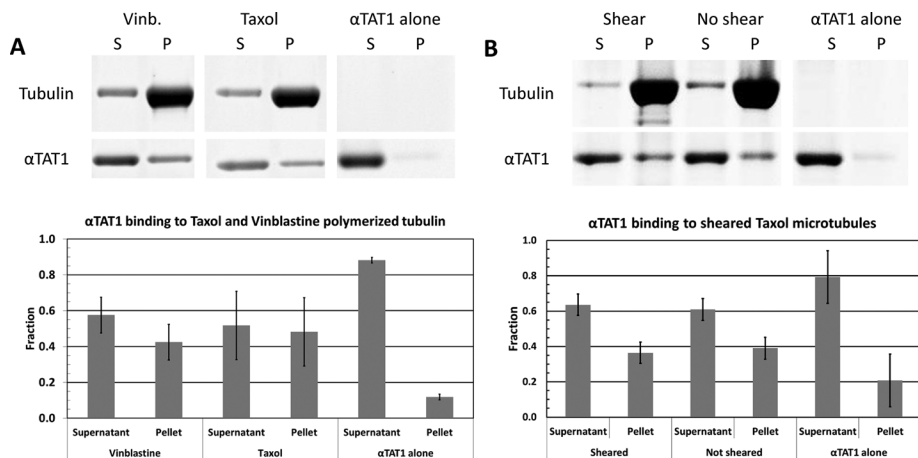 A
Vinb. Taxol αTAT1 alone
S P S P S P
Tubulin
αTAT1
αTAT1 binding to Taxol and Vinblastine polymerized tubulin
Fraction
1.0
0.8
0.6
0.4
0.2
0.0
Supernatant Pellet Supernatant Pellet Supernatant Pellet
Vinblastine Taxol αTAT1 alone
B
Shear No shear αTAT1 alone
S P S P S P
Tubulin
αTAT1
αTAT1 binding to sheared Taxol microtubules
Fraction
1.0
0.8
0.6
0.4
0.2
0.0
Supernatant Pellet Supernatant Pellet Supernatant Pellet
Sheared Not sheared αTAT1 alone